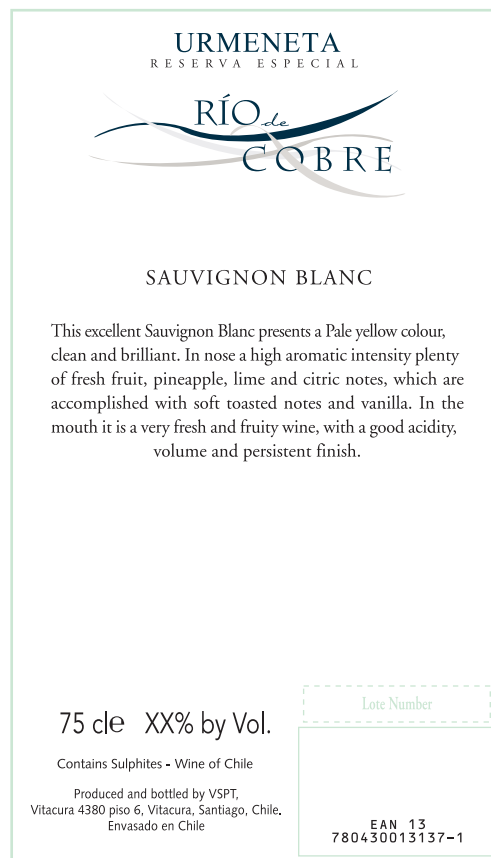 URMENETA
RESERVA ESPECIAL
RÍO de
COBRE
SAUVIGNON BLANC
This excellent Sauvignon Blanc presents a Pale yellow colour,
clean and brilliant. In nose a high aromatic intensity plenty
of fresh fruit, pineapple, lime and citric notes, which are
accomplished with soft toasted notes and vanilla. In the
mouth it is a very fresh and fruity wine, with a good acidity,
volume and persistent finish.
Lote Number
75 cle XX% by Vol.
Contains Sulphites - Wine of Chile
Produced and bottled by VSPT,
Vitacura 4380 piso 6, Vitacura, Santiago, Chile.
Envasado en Chile
EAN 13
780430013137-1